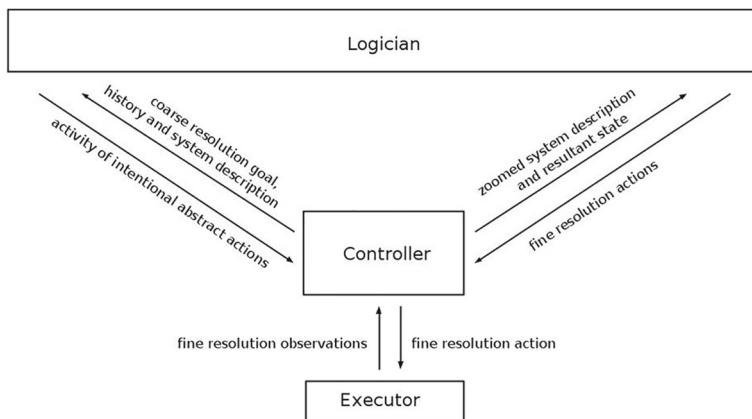 Logician
coarse resolution goal,
history and system description
activity of intentional abstract actions
zoomed system description
and resultant state
fine resolution actions
Controller
fine resolution observations
fine resolution action
Executor